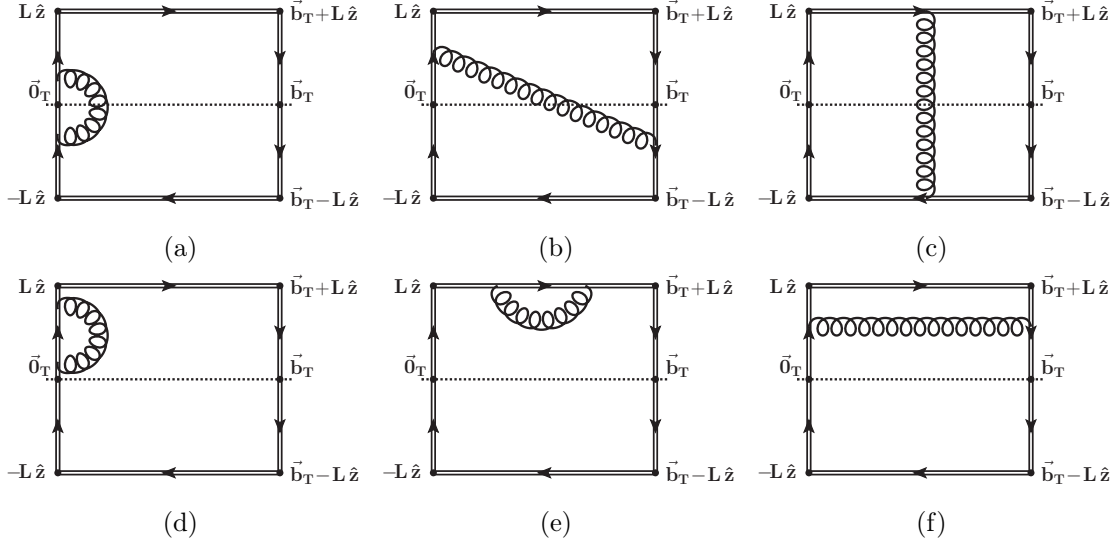 L ẑ b⃗_T+L ẑ L ẑ b⃗_T+L ẑ L ẑ b⃗_T+L ẑ
0⃗_T b⃗_T 0⃗_T b⃗_T 0⃗_T b⃗_T
−L ẑ b⃗_T−L ẑ −L ẑ b⃗_T−L ẑ −L ẑ b⃗_T−L ẑ
(a) (b) (c)
L ẑ b⃗_T+L ẑ L ẑ b⃗_T+L ẑ L ẑ b⃗_T+L ẑ
0⃗_T b⃗_T 0⃗_T b⃗_T 0⃗_T b⃗_T
−L ẑ b⃗_T−L ẑ −L ẑ b⃗_T−L ẑ −L ẑ b⃗_T−L ẑ
(d) (e) (f)